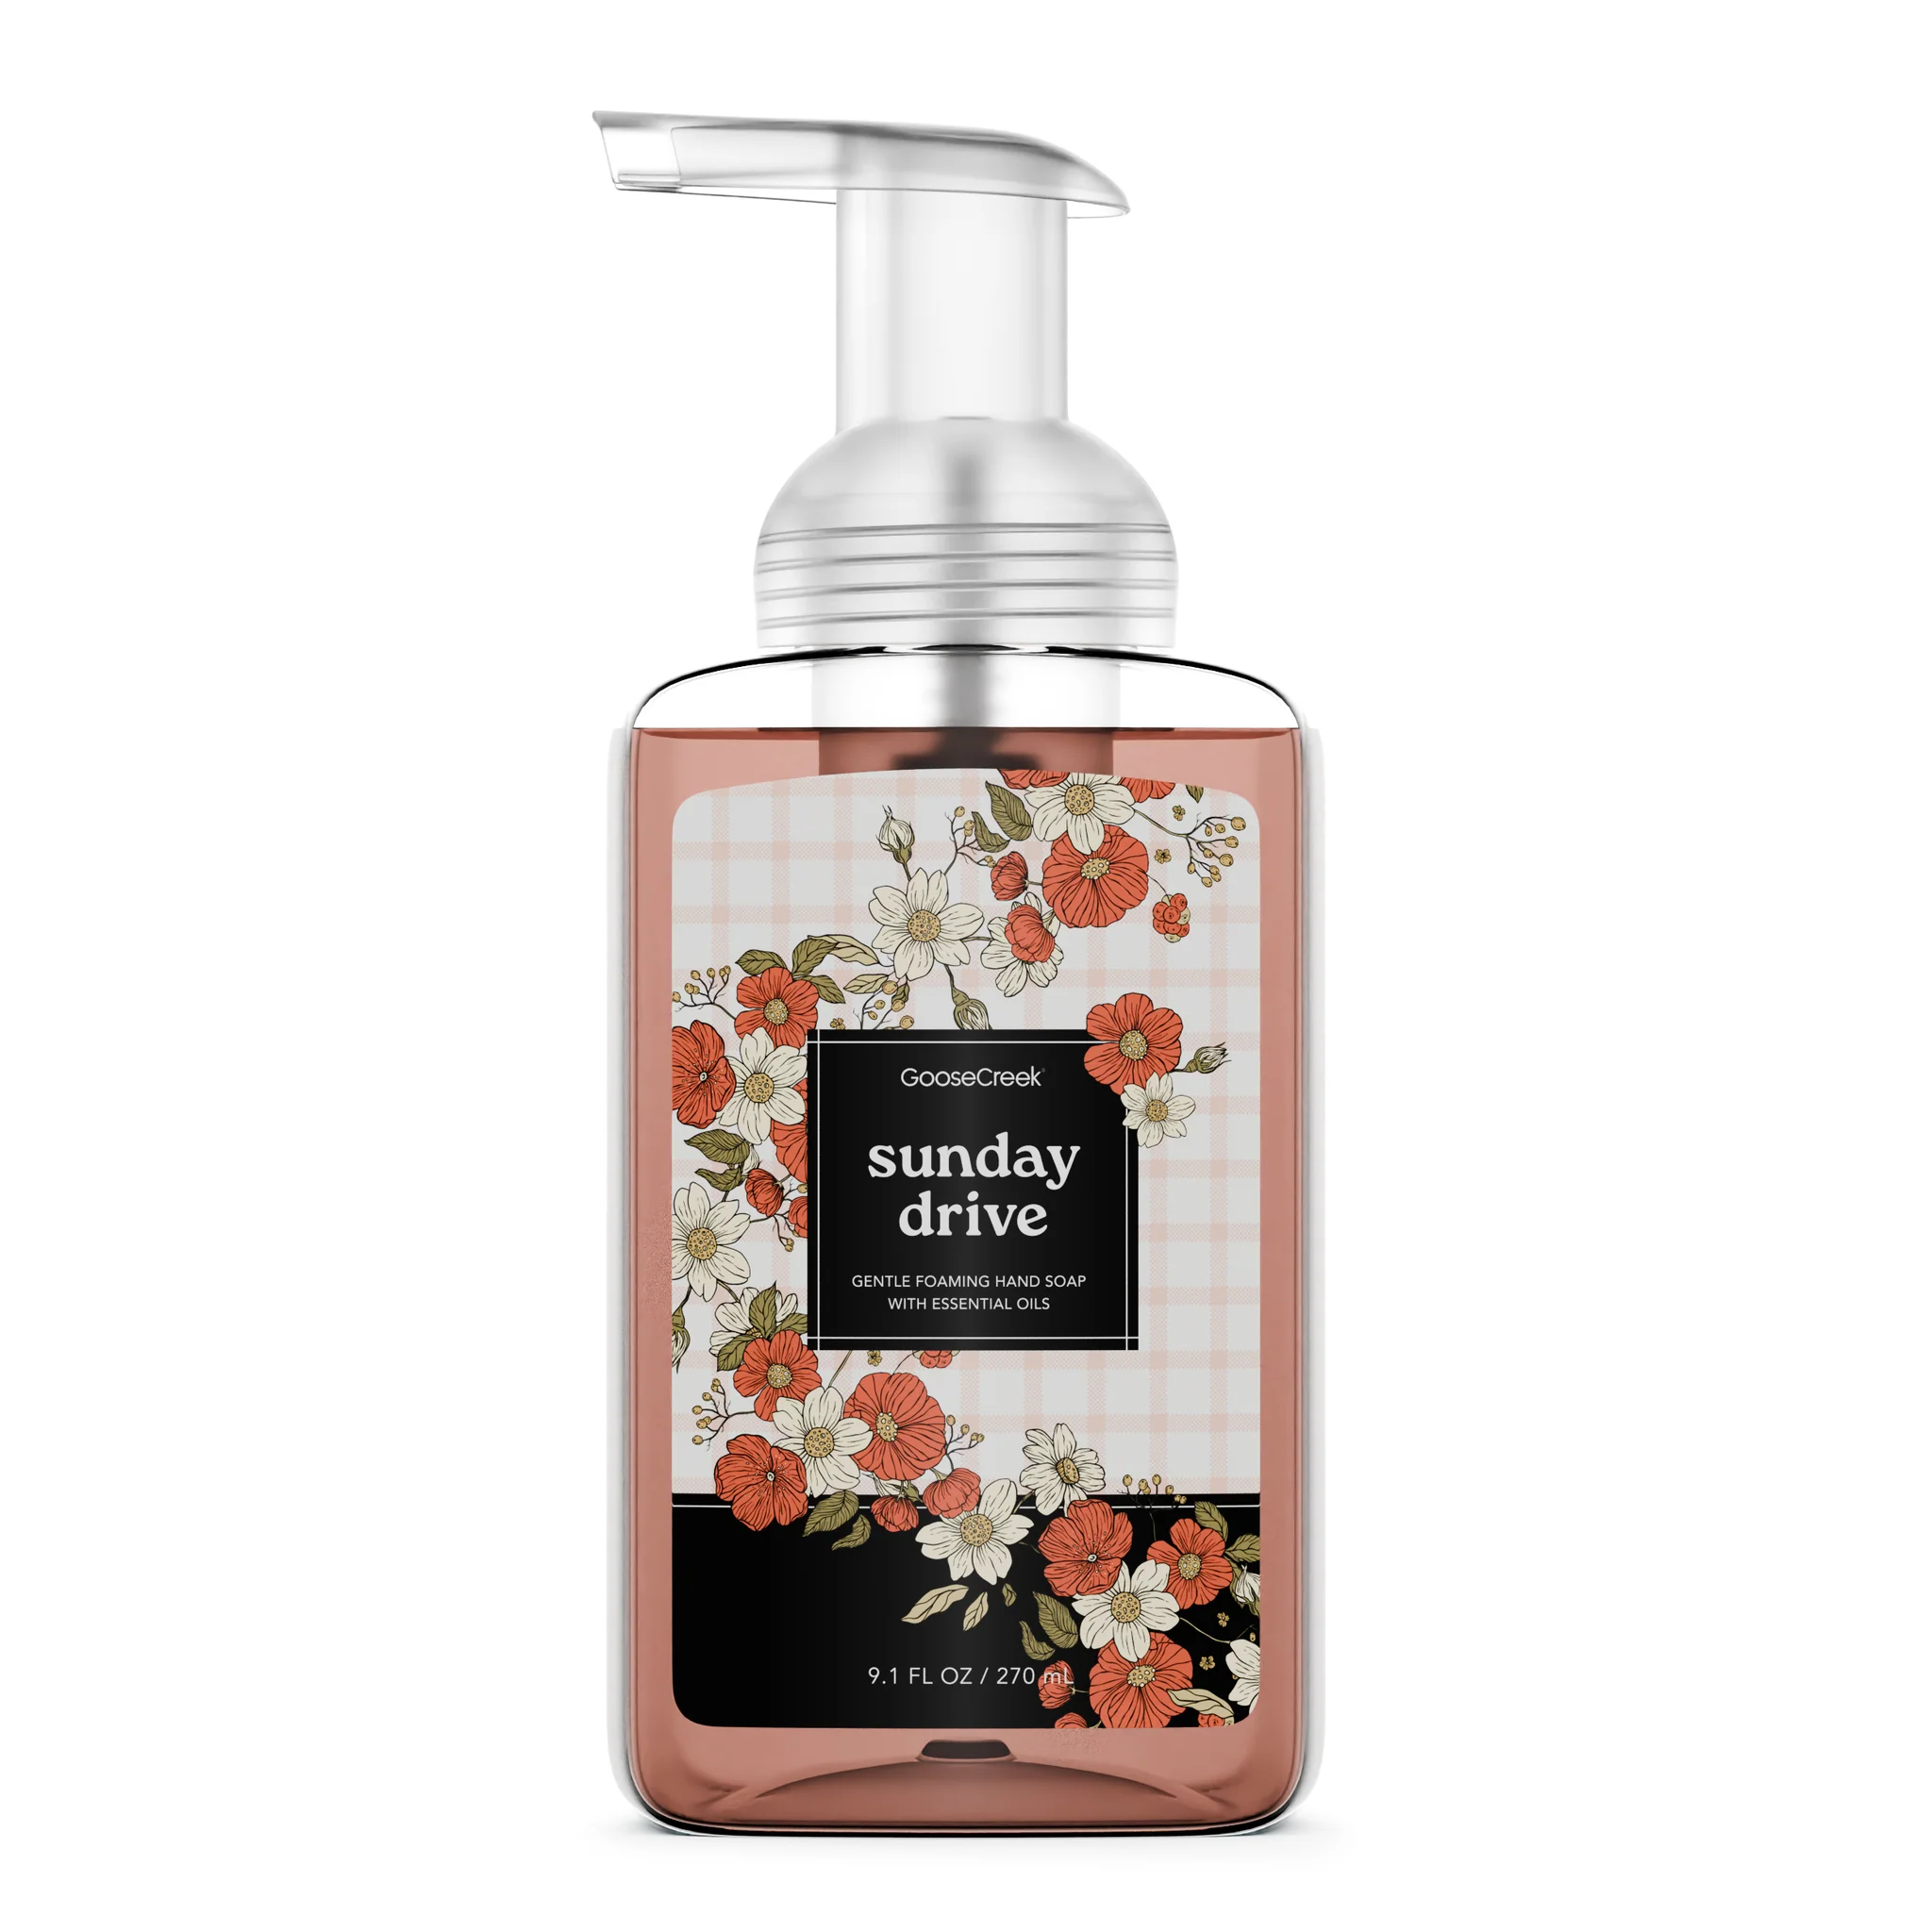 GooseCreek
sunday
drive
GENTLE FOAMING HAND SOAP
WITH ESSENTIAL OILS
9.1 FL OZ / 270 mL